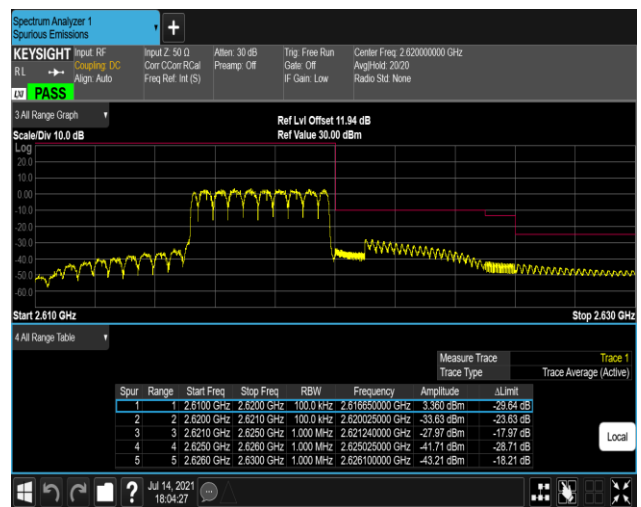 Spectrum Analyzer 1
Spurious Emissions
+
KEYSIGHT Input: RF Input Z: 50 Ω Atten: 30 dB Trig: Free Run Center Freq: 2.620000000 GHz
RL Coupling: DC Corr CCorr RCal Preamp: Off Gate: Off Avg|Hold: 20/20
Align: Auto Freq Ref: Int (S) IF Gain: Low Radio Std: None
LXI PASS
3 All Range Graph
Ref Lvl Offset 11.94 dB
Scale/Div 10.0 dB Ref Value 30.00 dBm
Log
20.0
10.0
0.00
-10.0
-20.0
-30.0
-40.0
-50.0
-60.0
Start 2.610 GHz Stop 2.630 GHz
4 All Range Table
Measure Trace Trace 1
Trace Type Trace Average (Active)
Spur Range Start Freq Stop Freq RBW Frequency Amplitude ΔLimit
1 1 2.6100 GHz 2.6200 GHz 100.0 kHz 2.616650000 GHz 3.360 dBm -29.64 dB
2 2 2.6200 GHz 2.6210 GHz 100.0 kHz 2.620025000 GHz -33.63 dBm -23.63 dB
3 3 2.6210 GHz 2.6250 GHz 1.000 MHz 2.621240000 GHz -27.97 dBm -17.97 dB
4 4 2.6250 GHz 2.6260 GHz 1.000 MHz 2.625025000 GHz -41.71 dBm -28.71 dB
5 5 2.6260 GHz 2.6300 GHz 1.000 MHz 2.626100000 GHz -43.21 dBm -18.21 dB
Local
? Jul 14, 2021
18:04:27